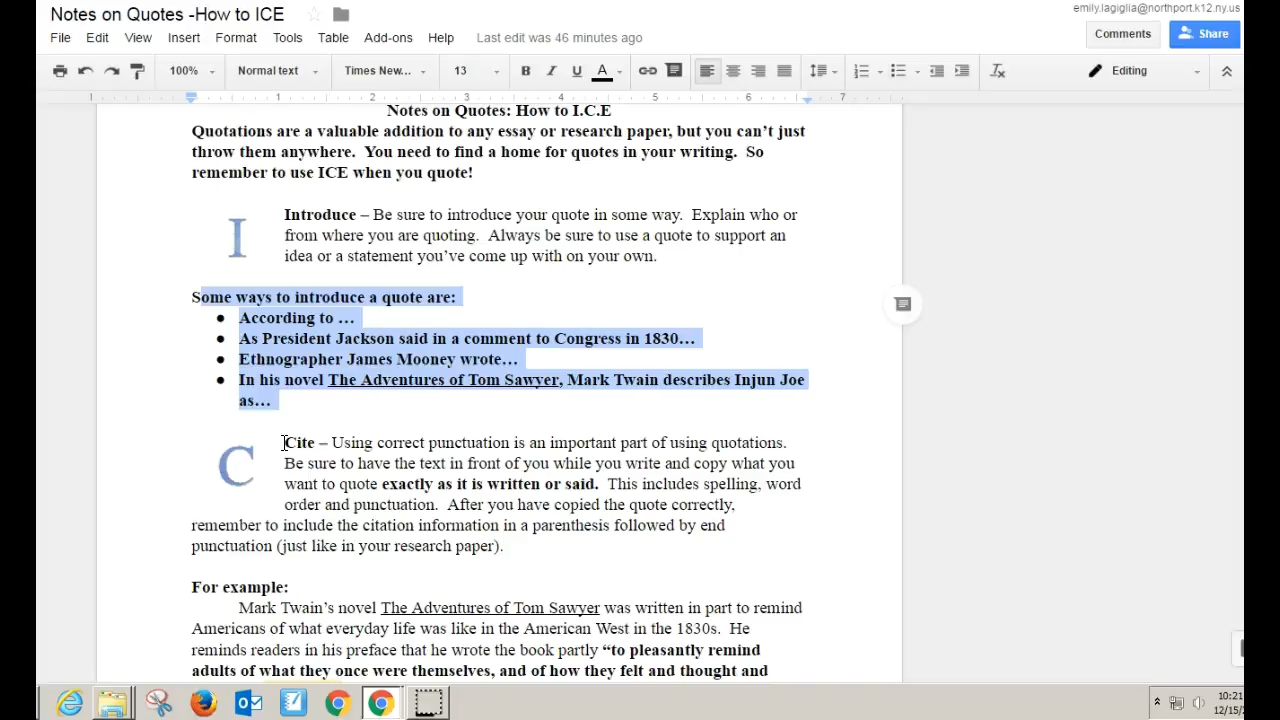 Notes on Quotes -How to ICE
emily.lagiglia@northport.k12.ny.us
File Edit View Insert Format Tools Table Add-ons Help Last edit was 46 minutes ago
Comments Share
100% Normal text Times New... 13 B I U A Editing
1 1 2 3 4 5 6 7
Notes on Quotes: How to I.C.E
Quotations are a valuable addition to any essay or research paper, but you can't just
throw them anywhere. You need to find a home for quotes in your writing. So
remember to use ICE when you quote!
I
Introduce – Be sure to introduce your quote in some way. Explain who or
from where you are quoting. Always be sure to use a quote to support an
idea or a statement you've come up with on your own.
Some ways to introduce a quote are:
● According to …
● As President Jackson said in a comment to Congress in 1830…
● Ethnographer James Mooney wrote…
● In his novel The Adventures of Tom Sawyer, Mark Twain describes Injun Joe
as…
C
Cite – Using correct punctuation is an important part of using quotations.
Be sure to have the text in front of you while you write and copy what you
want to quote exactly as it is written or said. This includes spelling, word
order and punctuation. After you have copied the quote correctly,
remember to include the citation information in a parenthesis followed by end
punctuation (just like in your research paper).
For example:
Mark Twain's novel The Adventures of Tom Sawyer was written in part to remind
Americans of what everyday life was like in the American West in the 1830s. He
reminds readers in his preface that he wrote the book partly “to pleasantly remind
adults of what they once were themselves, and of how they felt and thought and
10:21
12/15/